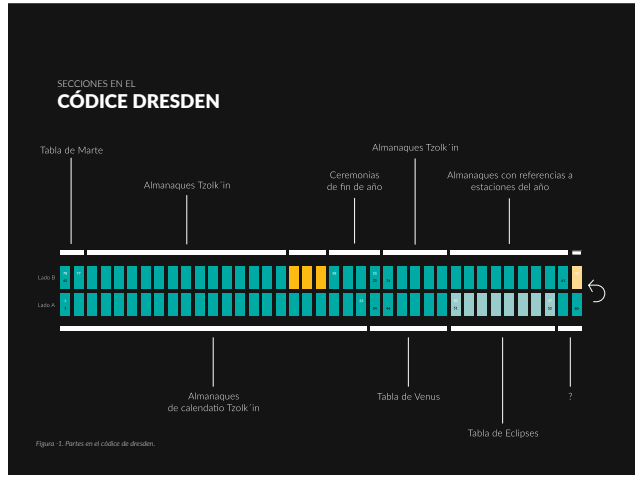 SECCIONES EN EL
CÓDICE DRESDEN
Tabla de Marte
Almanaques Tzolk´in
Ceremonias
de fin de año
Almanaques Tzolk´in
Almanaques con referencias a
estaciones del año
Lado B
Lado A
Almanaques
de calendatio Tzolk´in
Tabla de Venus
Tabla de Eclipses
?
Figura -1. Partes en el códice de dresden.